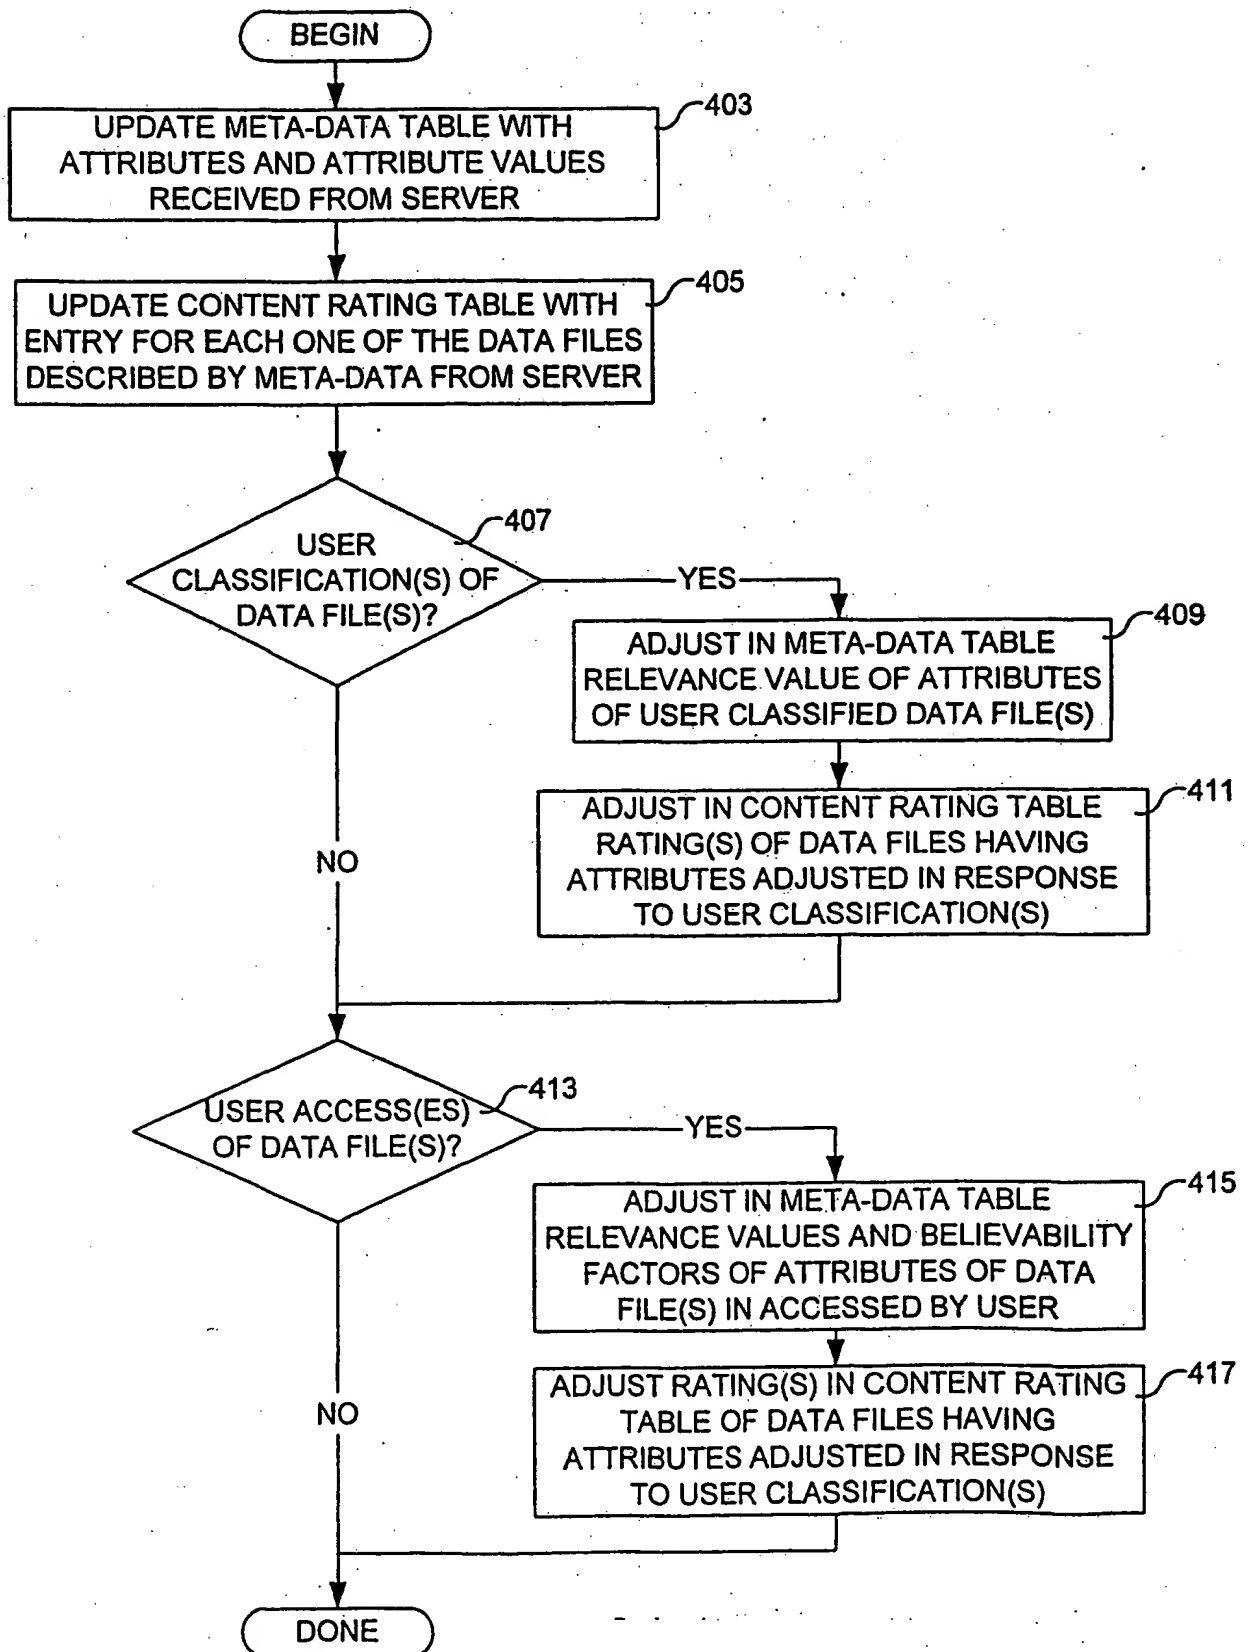 BEGIN
403
UPDATE META-DATA TABLE WITH
ATTRIBUTES AND ATTRIBUTE VALUES
RECEIVED FROM SERVER
405
UPDATE CONTENT RATING TABLE WITH
ENTRY FOR EACH ONE OF THE DATA FILES
DESCRIBED BY META-DATA FROM SERVER
407
USER
CLASSIFICATION(S) OF
DATA FILE(S)?
YES
409
ADJUST IN META-DATA TABLE
RELEVANCE VALUE OF ATTRIBUTES
OF USER CLASSIFIED DATA FILE(S)
411
ADJUST IN CONTENT RATING TABLE
RATING(S) OF DATA FILES HAVING
ATTRIBUTES ADJUSTED IN RESPONSE
TO USER CLASSIFICATION(S)
NO
413
USER ACCESS(ES)
OF DATA FILE(S)?
YES
415
ADJUST IN META-DATA TABLE
RELEVANCE VALUES AND BELIEVABILITY
FACTORS OF ATTRIBUTES OF DATA
FILE(S) IN ACCESSED BY USER
417
ADJUST RATING(S) IN CONTENT RATING
TABLE OF DATA FILES HAVING
ATTRIBUTES ADJUSTED IN RESPONSE
TO USER CLASSIFICATION(S)
NO
DONE